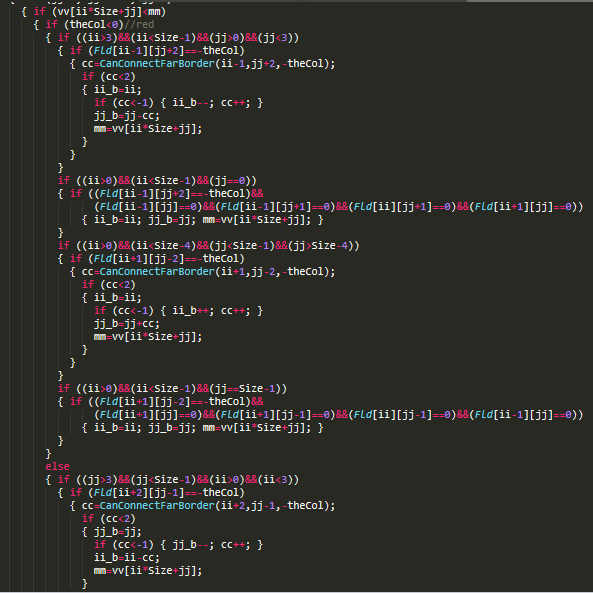 { if (vv[ii*Size+jj]<mm)
{ if (theCol<0)//red
{ if ((ii>3)&&(ii<Size-1)&&(jj>0)&&(jj<3))
{ if (Fld[ii-1][jj+2]==-theCol)
{ cc=CanConnectFarBorder(ii-1,jj+2,-theCol);
if (cc<2)
{ ii_b=ii;
if (cc<-1) { ii_b--; cc++; }
jj_b=jj-cc;
mm=vv[ii*Size+jj];
}
}
}
if ((ii>0)&&(ii<Size-1)&&(jj==0))
{ if ((Fld[ii-1][jj+2]==-theCol)&&
(Fld[ii-1][jj]==0)&&(Fld[ii-1][jj+1]==0)&&(Fld[ii][jj+1]==0)&&(Fld[ii+1][jj]==0))
{ ii_b=ii; jj_b=jj; mm=vv[ii*Size+jj]; }
}
if ((ii>0)&&(ii<Size-4)&&(jj<Size-1)&&(jj>Size-4))
{ if (Fld[ii+1][jj-2]==-theCol)
{ cc=CanConnectFarBorder(ii+1,jj-2,-theCol);
if (cc<2)
{ ii_b=ii;
if (cc<-1) { ii_b++; cc++; }
jj_b=jj+cc;
mm=vv[ii*Size+jj];
}
}
}
if ((ii>0)&&(ii<Size-1)&&(jj==Size-1))
{ if ((Fld[ii+1][jj-2]==-theCol)&&
(Fld[ii+1][jj]==0)&&(Fld[ii+1][jj-1]==0)&&(Fld[ii][jj-1]==0)&&(Fld[ii-1][jj]==0))
{ ii_b=ii; jj_b=jj; mm=vv[ii*Size+jj]; }
}
}
else
{ if ((jj>3)&&(jj<Size-1)&&(ii>0)&&(ii<3))
{ if (Fld[ii+2][jj-1]==-theCol)
{ cc=CanConnectFarBorder(ii+2,jj-1,-theCol);
if (cc<2)
{ jj_b=jj;
if (cc<-1) { jj_b--; cc++; }
ii_b=ii-cc;
mm=vv[ii*Size+jj];
}